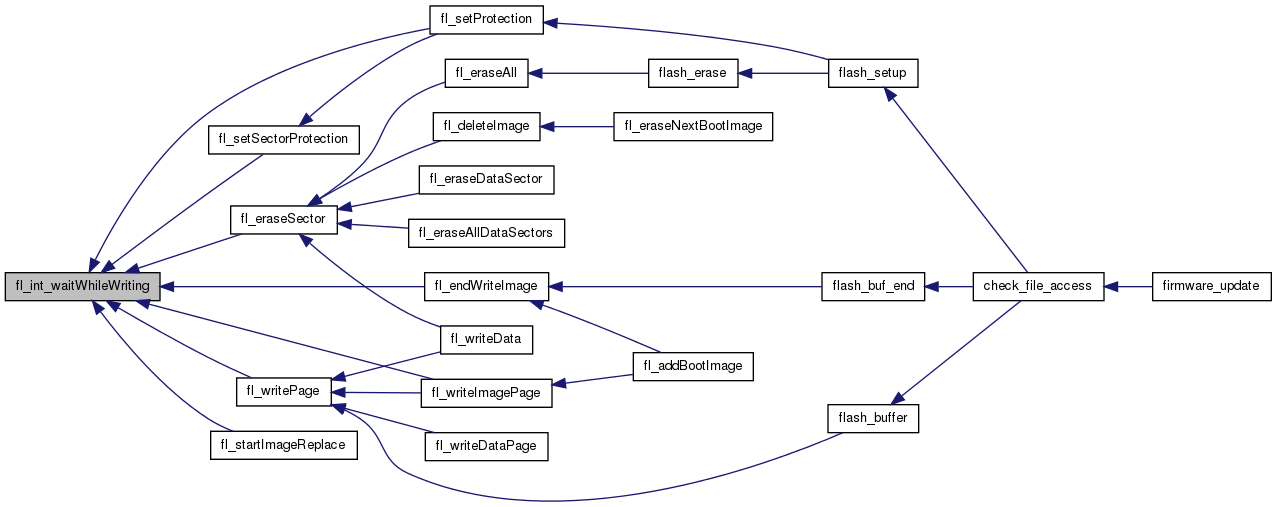 fl_setProtection
fl_eraseAll
flash_erase
flash_setup
fl_deleteImage
fl_eraseNextBootImage
fl_setSectorProtection
fl_eraseDataSector
fl_eraseSector
fl_eraseAllDataSectors
fl_int_waitWhileWriting
fl_endWriteImage
flash_buf_end
check_file_access
firmware_update
fl_writeData
fl_addBootImage
fl_writePage
fl_writeImagePage
flash_buffer
fl_startImageReplace
fl_writeDataPage